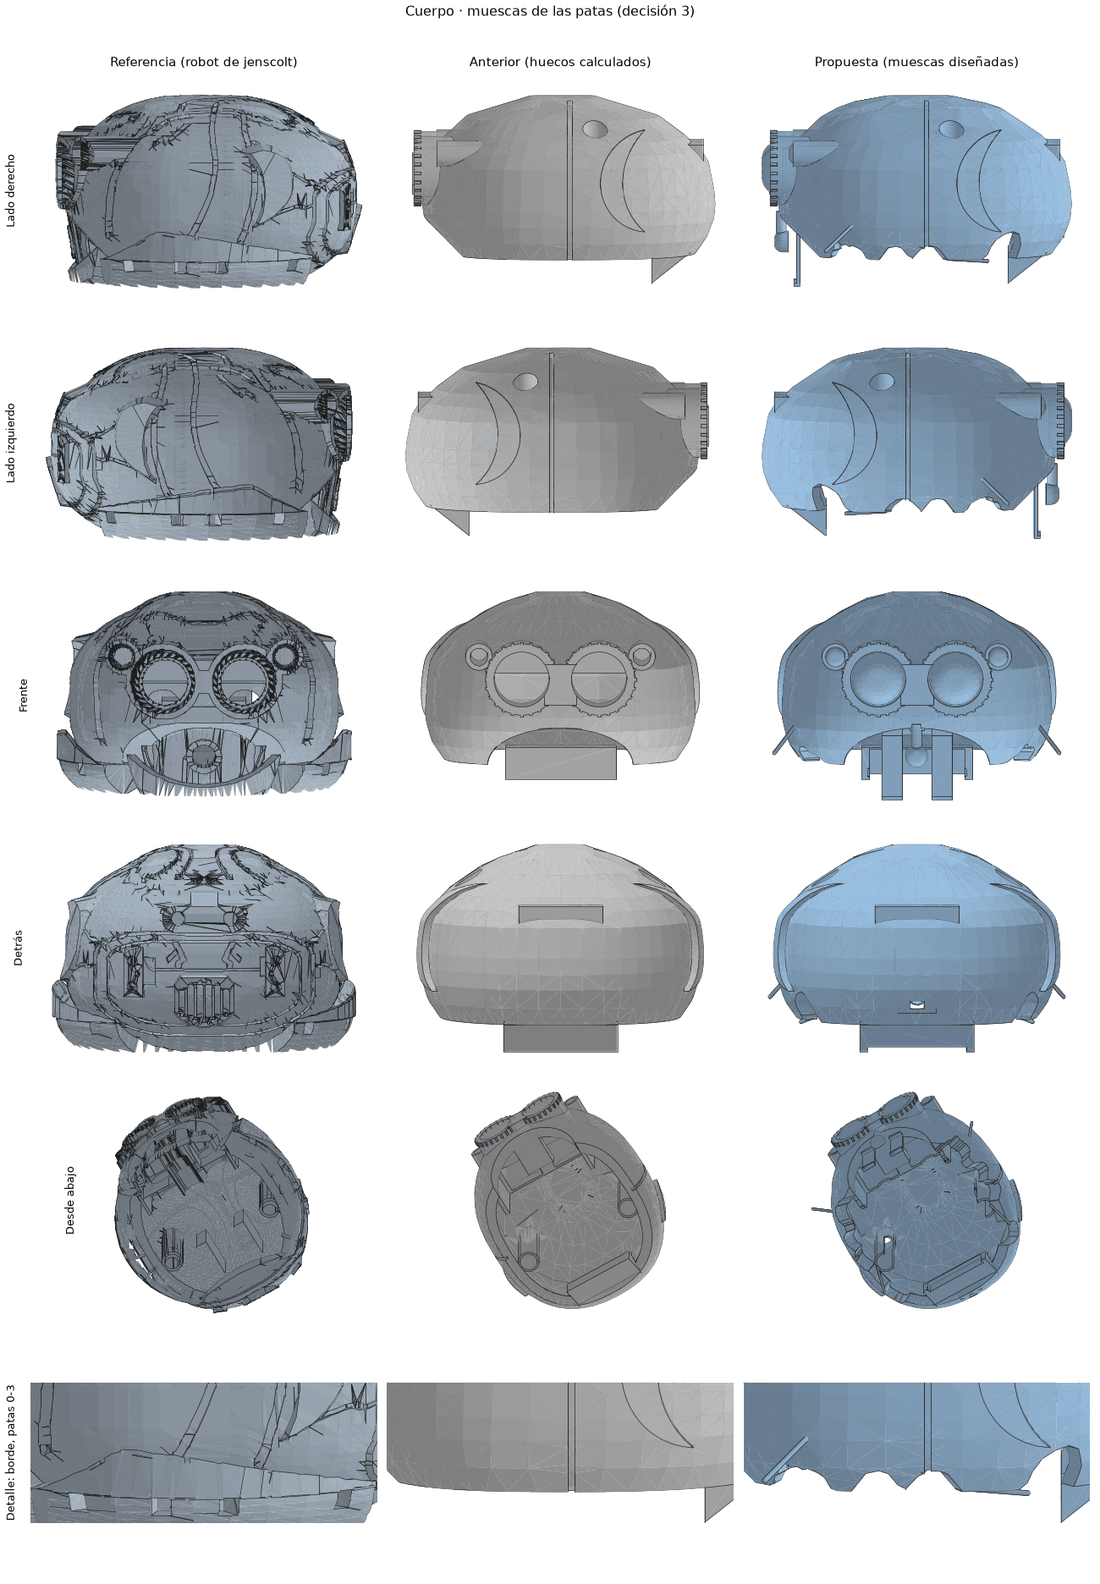 Cuerpo · muescas de las patas (decisión 3)
Referencia (robot de jenscolt)
Anterior (huecos calculados)
Propuesta (muescas diseñadas)
Lado derecho
Lado izquierdo
Frente
Detrás
Desde abajo
Detalle: borde, patas 0-3